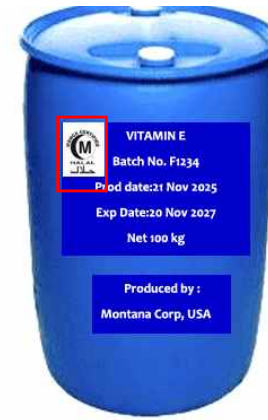 M
HALAL
حلال
VITAMIN E
Batch No. F1234
Prod date:21 Nov 2025
Exp Date:20 Nov 2027
Net 100 kg
Produced by :
Montana Corp, USA